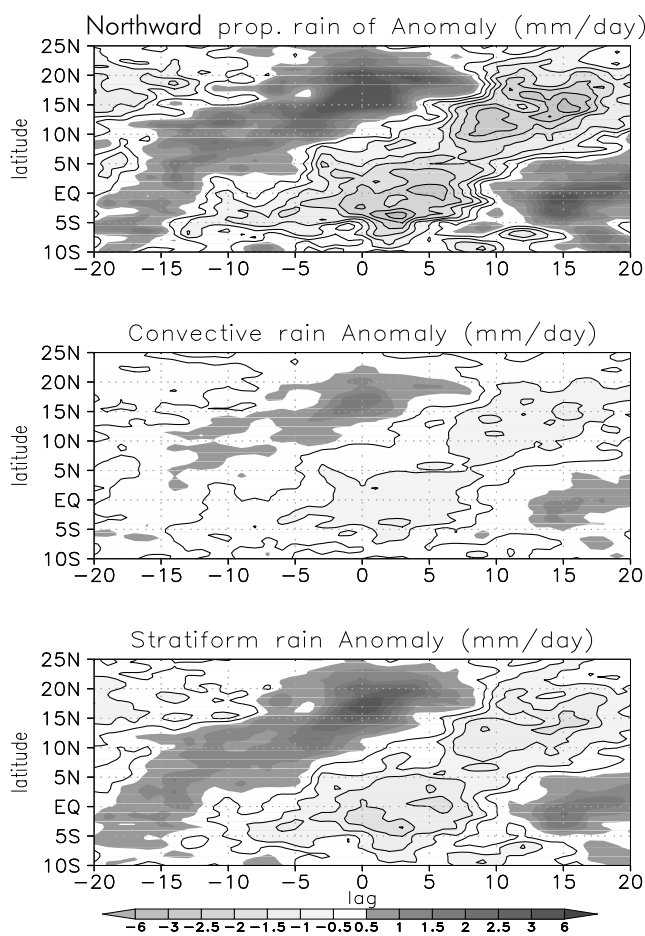 Northward prop. rain of Anomaly (mm/day)
25N
20N
15N
10N
5N
EQ
5S
10S
latitude
−20 −15 −10 −5 0 5 10 15 20
Convective rain Anomaly (mm/day)
25N
20N
15N
10N
5N
EQ
5S
10S
latitude
−20 −15 −10 −5 0 5 10 15 20
Stratiform rain Anomaly (mm/day)
25N
20N
15N
10N
5N
EQ
5S
10S
latitude
−20 −15 −10 −5 0 5 10 15 20
lag
−6 −3 −2.5 −2 −1.5 −1 −0.5 0.5 1 1.5 2 2.5 3 6